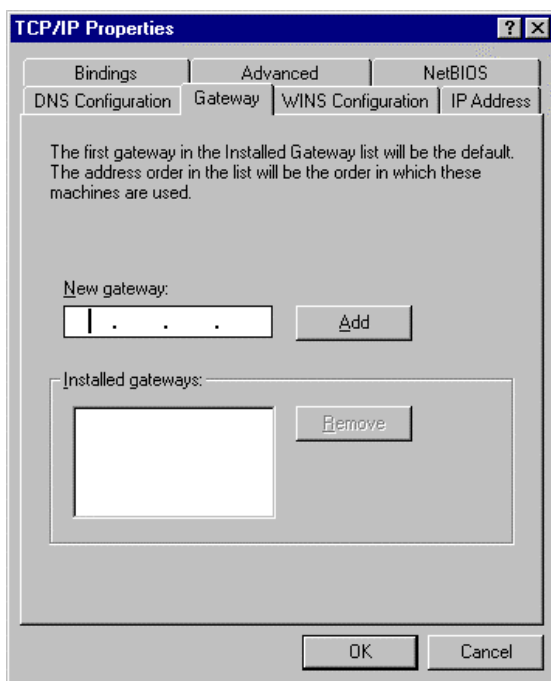 TCP/IP Properties
Bindings
Advanced
NetBIOS
DNS Configuration
Gateway
WINS Configuration
IP Address
The first gateway in the Installed Gateway list will be the default.
The address order in the list will be the order in which these
machines are used.
New gateway:
. . .
Add
Installed gateways:
Remove
OK
Cancel